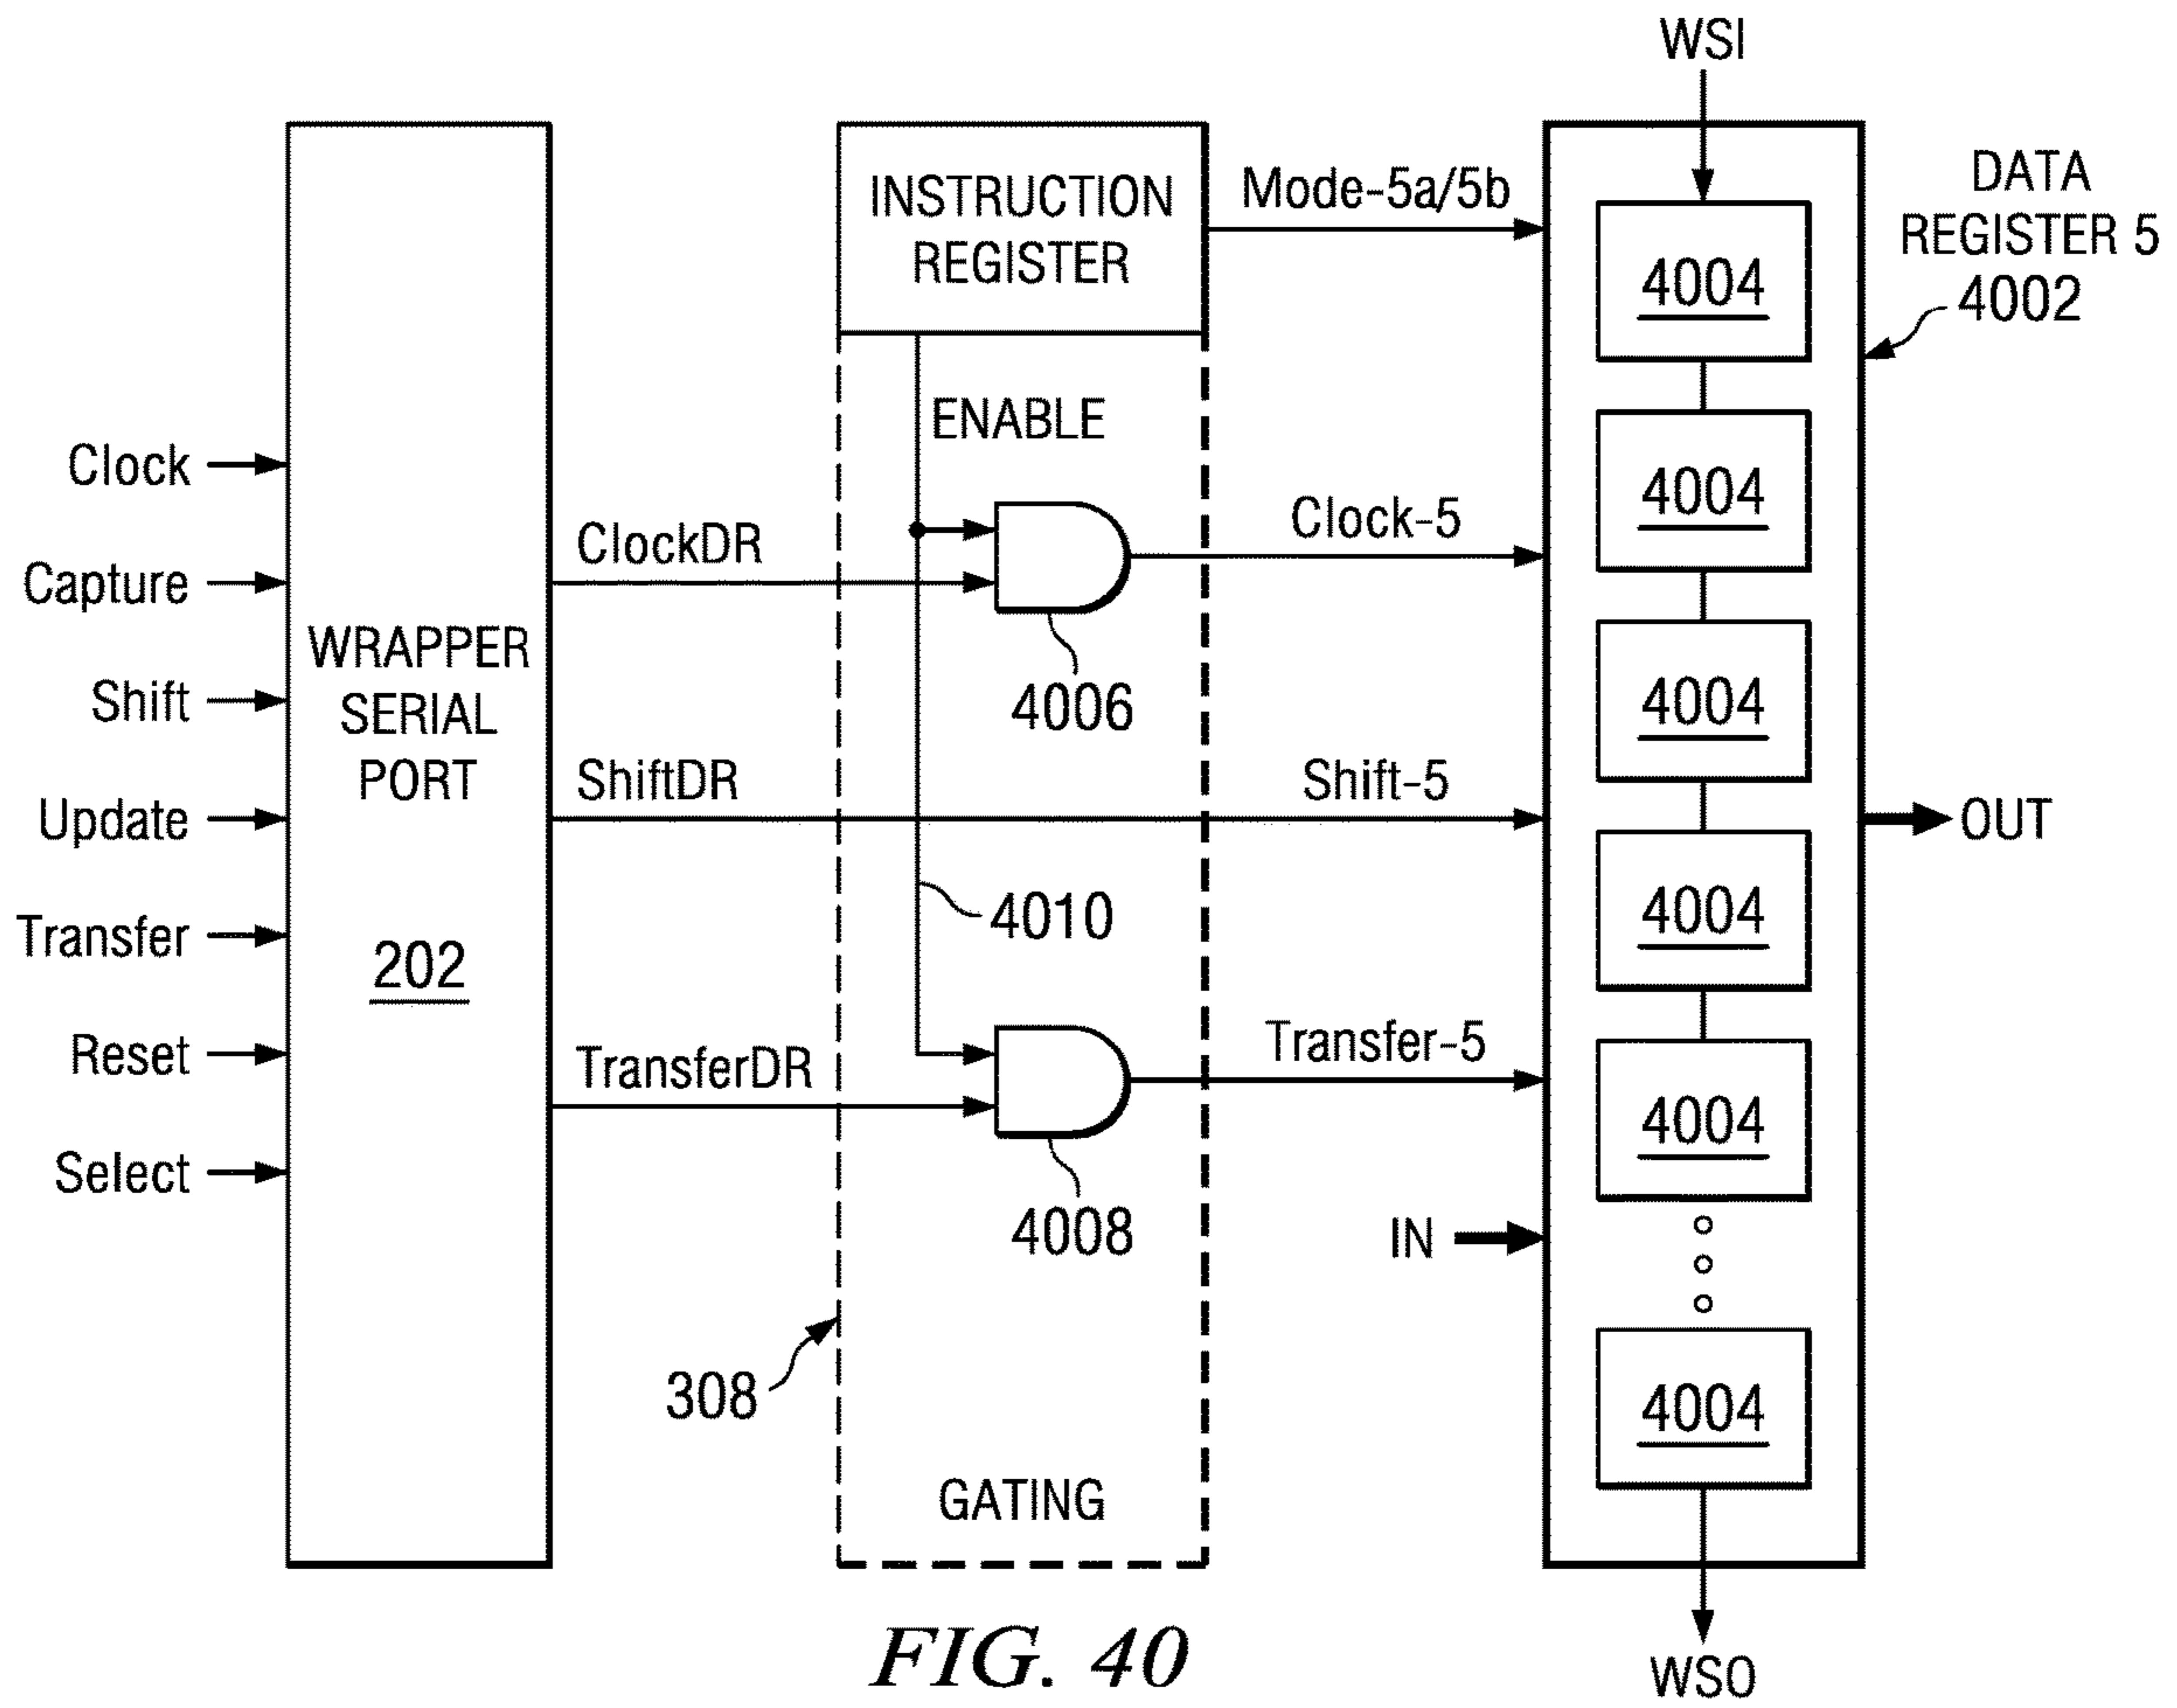 WSI
DATA
REGISTER 5
4002
INSTRUCTION
REGISTER
Mode-5a/5b
4004
ENABLE
Clock
Capture
Shift
Update
Transfer
Reset
Select
WRAPPER
SERIAL
PORT
202
ClockDR
Clock-5
4004
4006
4004
ShiftDR
Shift-5
OUT
4010
4004
TransferDR
Transfer-5
4004
4008
IN
308
4004
GATING
WSO
FIG. 40